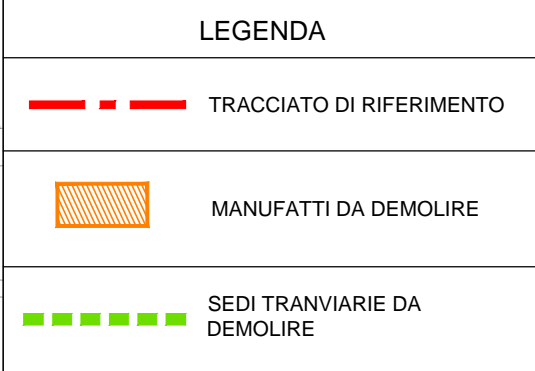 LEGENDA
TRACCIATO DI RIFERIMENTO
MANUFATTI DA DEMOLIRE
SEDI TRANVIARIE DA
DEMOLIRE